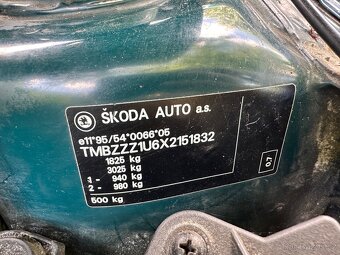 ŠKODA AUTO a.s.
e11*95/54*0066*05
TMBZZZ1U6X2151832
1825 kg
3025 kg
1 - 940 kg
2 - 980 kg
500 kg
07